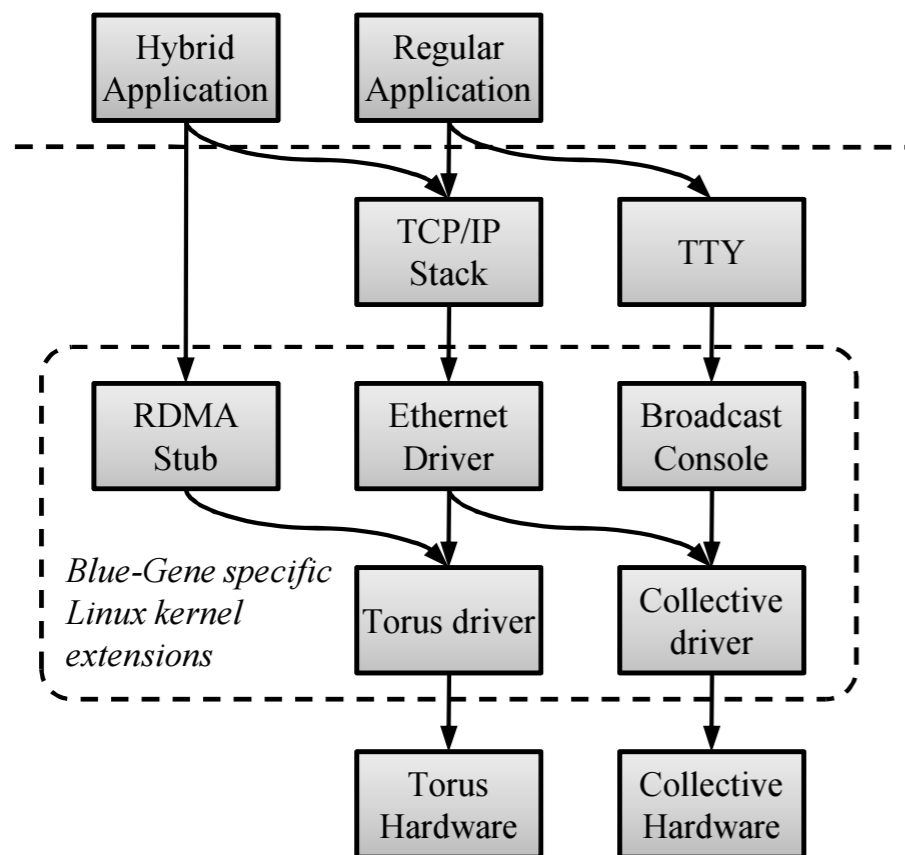 Hybrid
Application
Regular
Application
TCP/IP
Stack
TTY
RDMA
Stub
Ethernet
Driver
Broadcast
Console
Blue-Gene specific
Linux kernel
extensions
Torus driver
Collective
driver
Torus
Hardware
Collective
Hardware